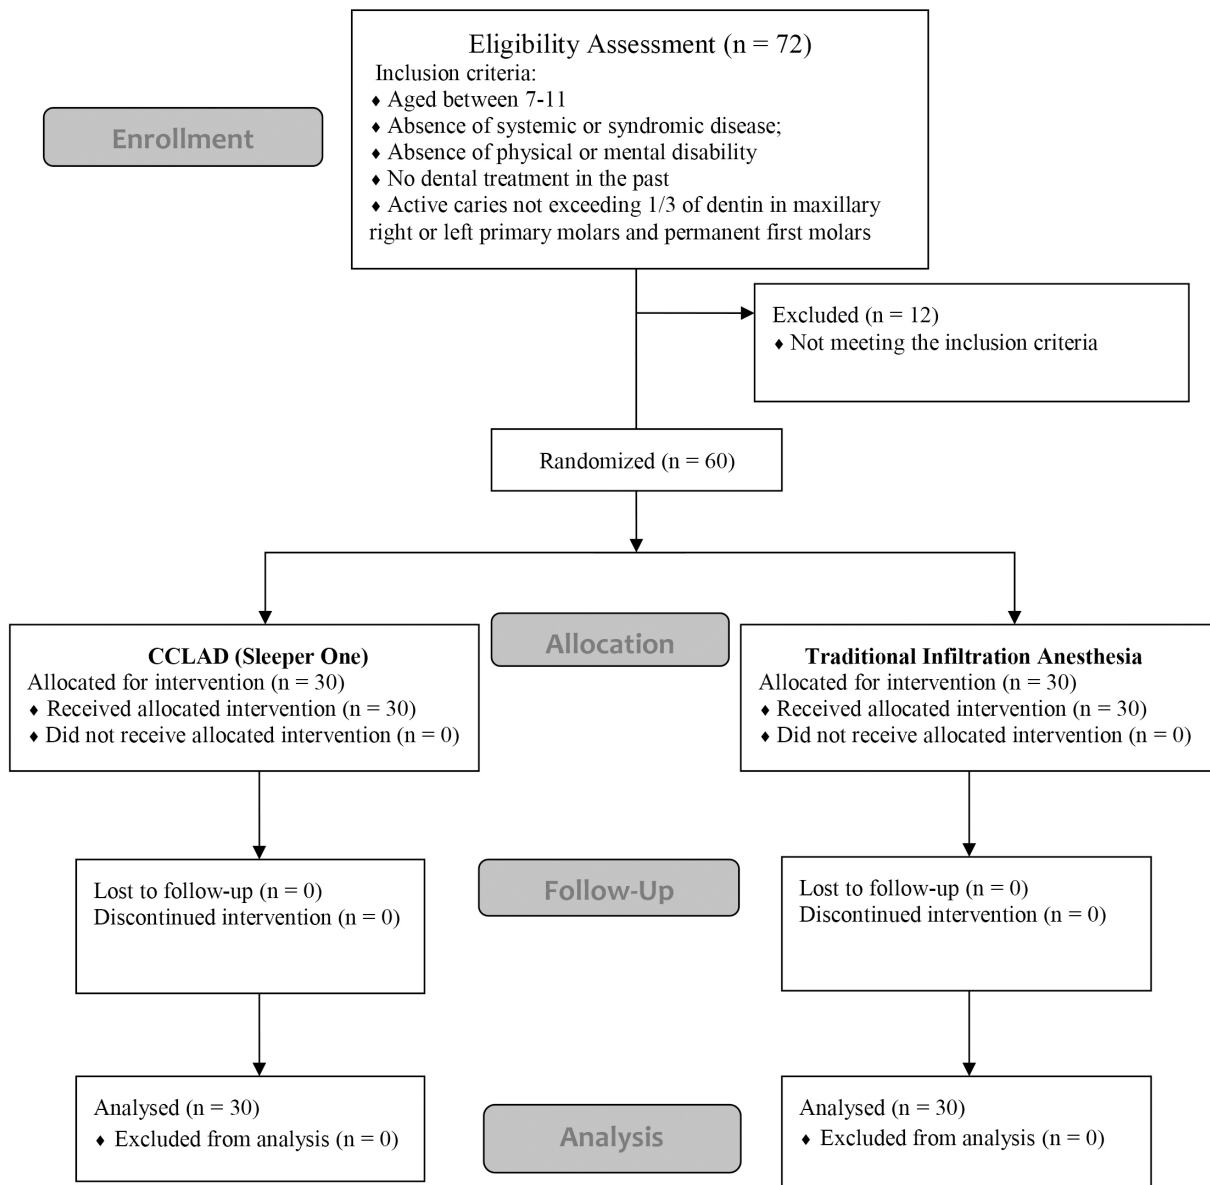 Eligibility Assessment (n = 72)
Inclusion criteria:
♦ Aged between 7-11
♦ Absence of systemic or syndromic disease;
♦ Absence of physical or mental disability
♦ No dental treatment in the past
♦ Active caries not exceeding 1/3 of dentin in maxillary
right or left primary molars and permanent first molars
Enrollment
Excluded (n = 12)
♦ Not meeting the inclusion criteria
Randomized (n = 60)
Allocation
CCLAD (Sleeper One)
Allocated for intervention (n = 30)
♦ Received allocated intervention (n = 30)
♦ Did not receive allocated intervention (n = 0)
Traditional Infiltration Anesthesia
Allocated for intervention (n = 30)
♦ Received allocated intervention (n = 30)
♦ Did not receive allocated intervention (n = 0)
Follow-Up
Lost to follow-up (n = 0)
Discontinued intervention (n = 0)
Lost to follow-up (n = 0)
Discontinued intervention (n = 0)
Analysis
Analysed (n = 30)
♦ Excluded from analysis (n = 0)
Analysed (n = 30)
♦ Excluded from analysis (n = 0)